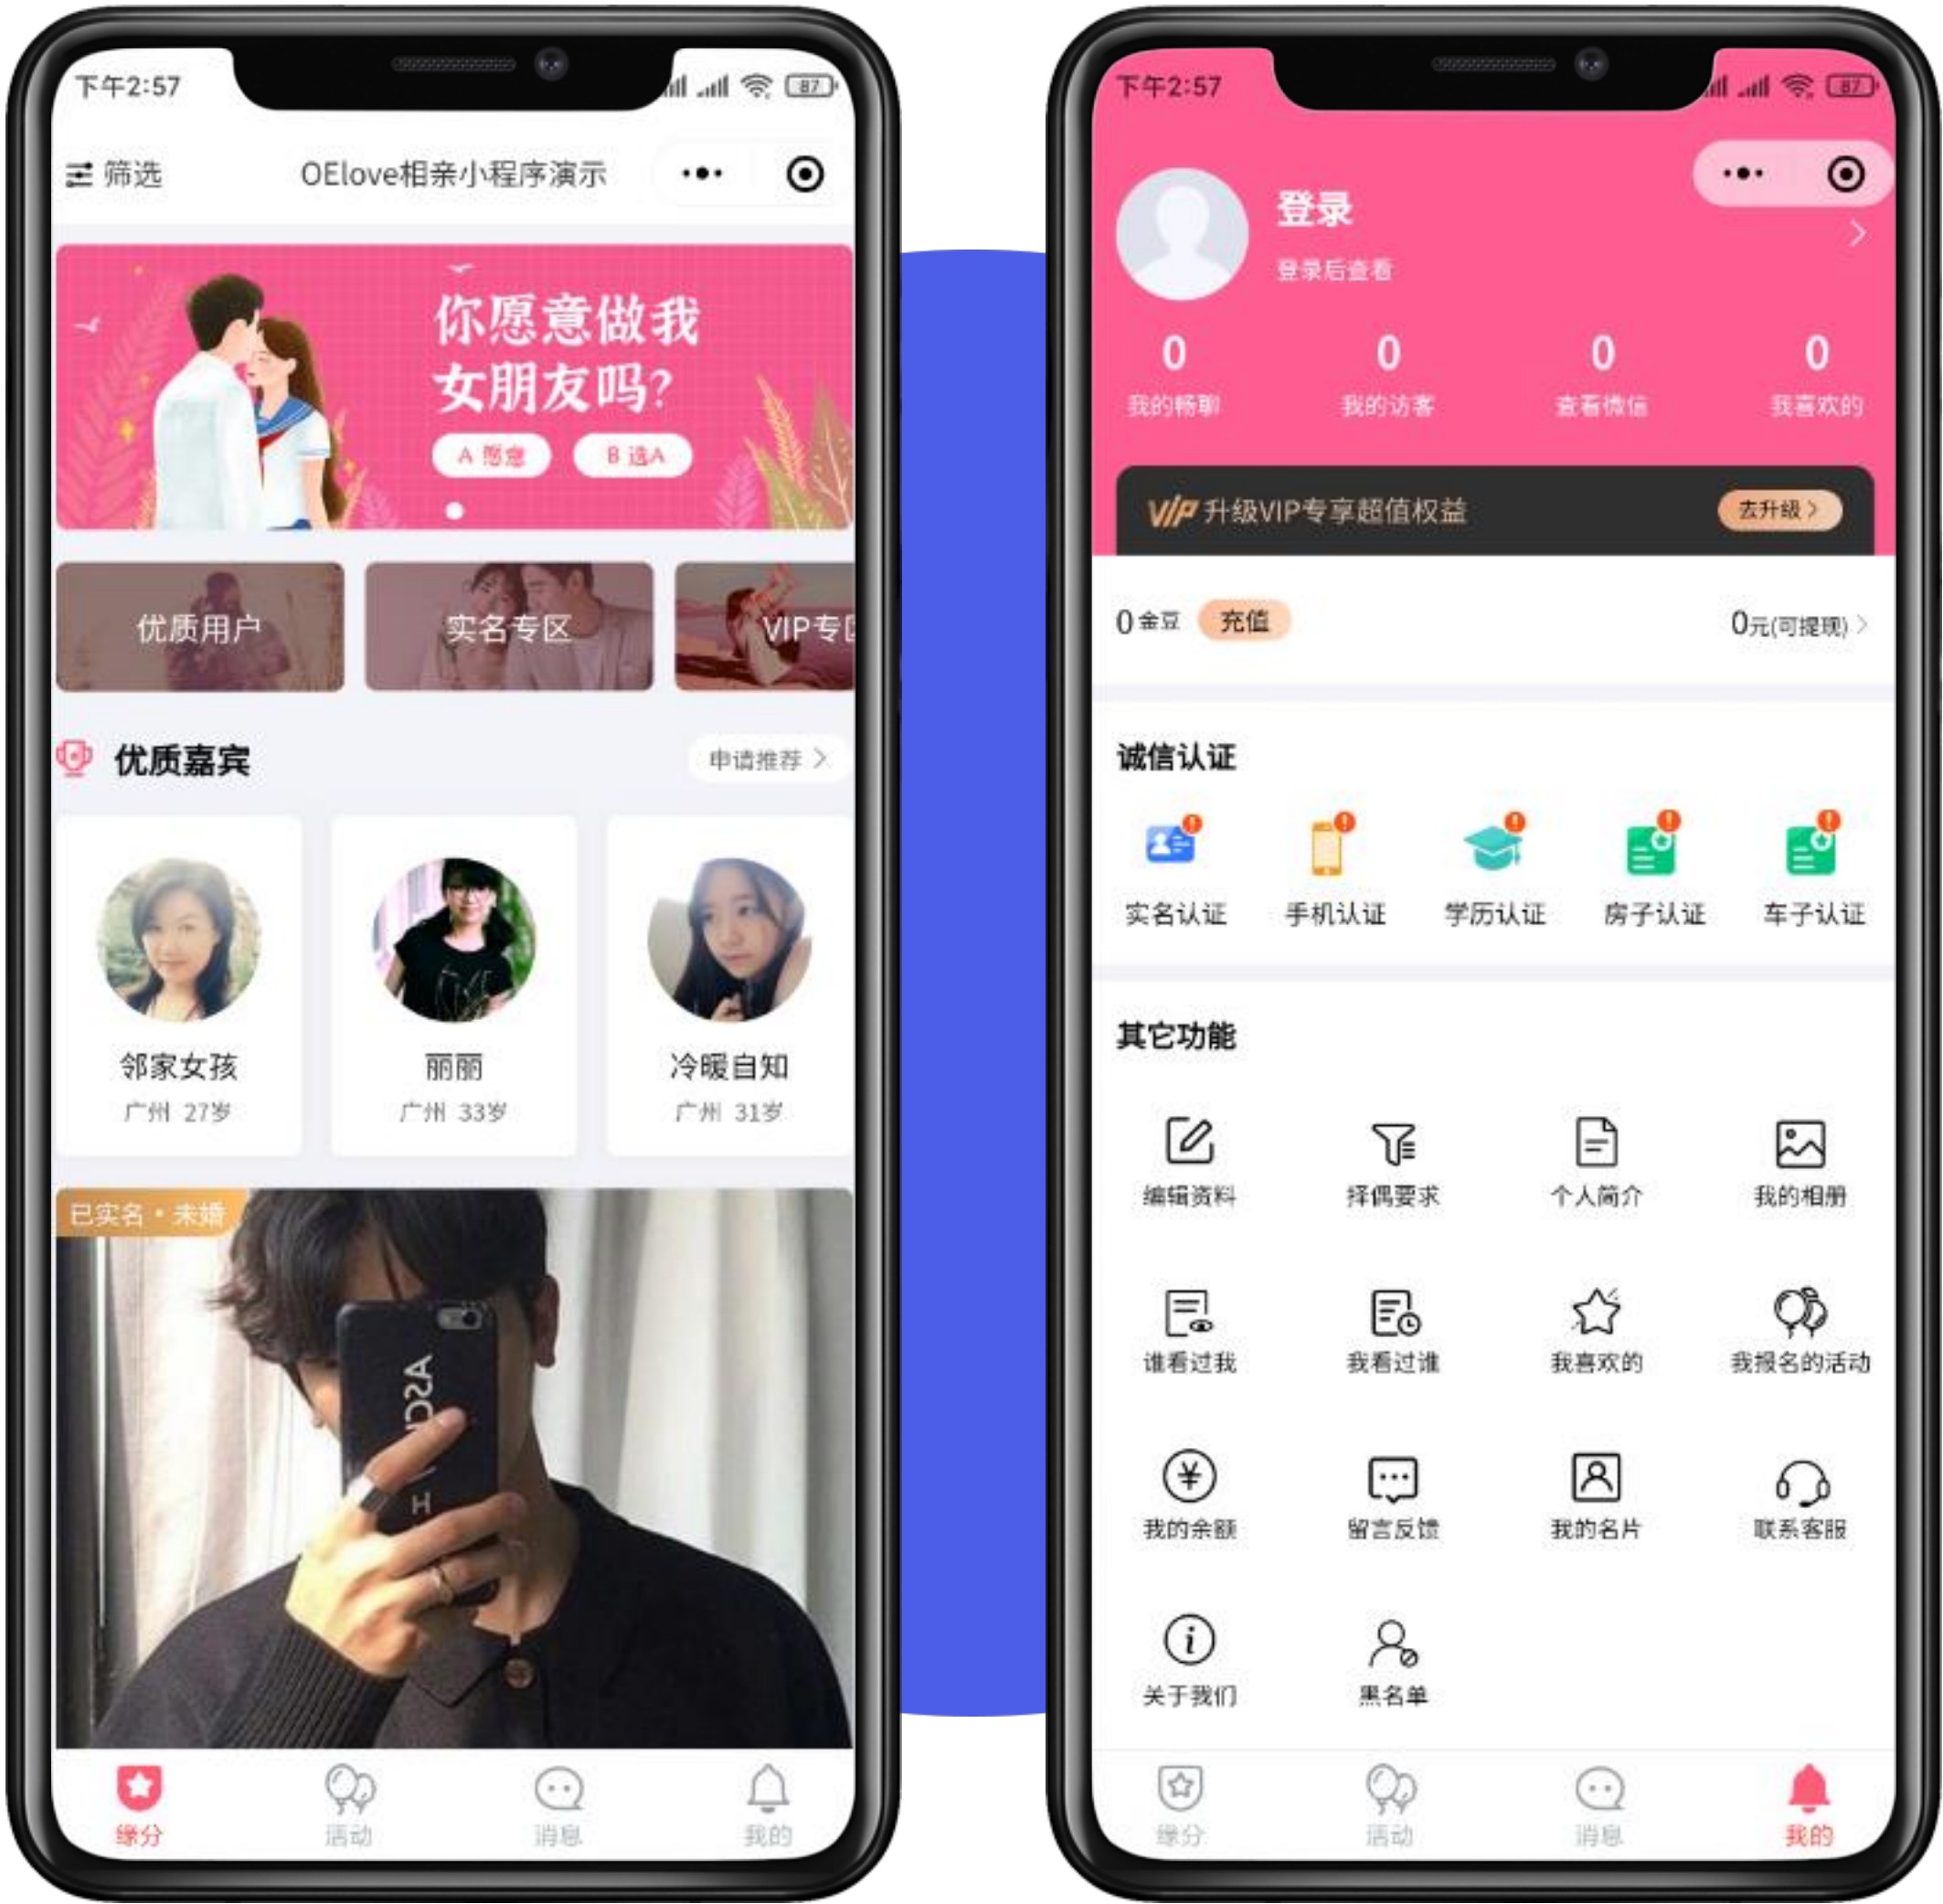 下午2:57
87
筛选
OElove相亲小程序演示
你愿意做我
女朋友吗?
A 愿意
B 选A
优质用户
实名专区
VIP专区
优质嘉宾
申请推荐
邻家女孩
广州 27岁
丽丽
广州 33岁
冷暖自知
广州 31岁
已实名·未婚
缘分
活动
消息
我的
下午2:57
87
登录
登录后查看
0
我的畅聊
0
我的访客
0
查看微信
0
我喜欢的
VIP 升级VIP专享超值权益
去升级
0金豆
充值
0元(可提现)
诚信认证
实名认证
手机认证
学历认证
房子认证
车子认证
其它功能
编辑资料
择偶要求
个人简介
我的相册
谁看过我
我看过谁
我喜欢的
我报名的活动
我的余额
留言反馈
我的名片
联系客服
关于我们
黑名单
缘分
活动
消息
我的